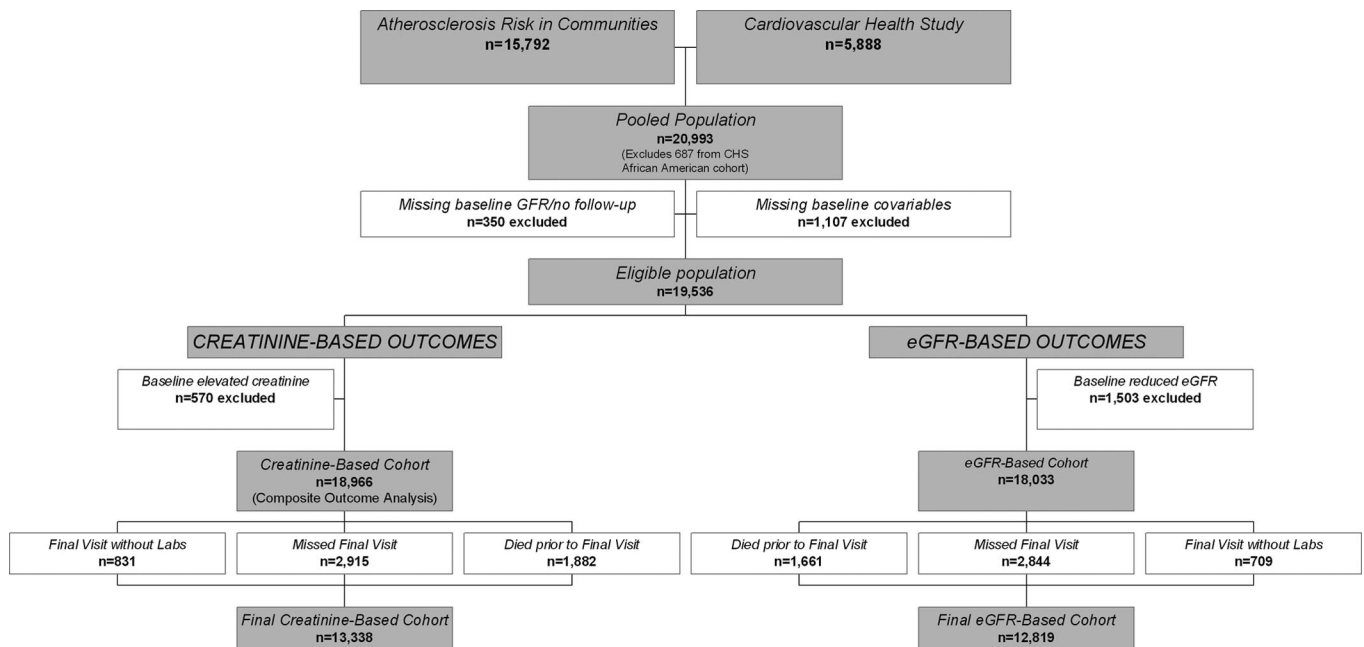 Atherosclerosis Risk in Communities
n=15,792
Cardiovascular Health Study
n=5,888
Pooled Population
n=20,993
(Excludes 687 from CHS
African American cohort)
Missing baseline GFR/no follow-up
n=350 excluded
Missing baseline covariables
n=1,107 excluded
Eligible population
n=19,536
CREATININE-BASED OUTCOMES
eGFR-BASED OUTCOMES
Baseline elevated creatinine
n=570 excluded
Baseline reduced eGFR
n=1,503 excluded
Creatinine-Based Cohort
n=18,966
(Composite Outcome Analysis)
eGFR-Based Cohort
n=18,033
Final Visit without Labs
n=831
Missed Final Visit
n=2,915
Died prior to Final Visit
n=1,882
Died prior to Final Visit
n=1,661
Missed Final Visit
n=2,844
Final Visit without Labs
n=709
Final Creatinine-Based Cohort
n=13,338
Final eGFR-Based Cohort
n=12,819